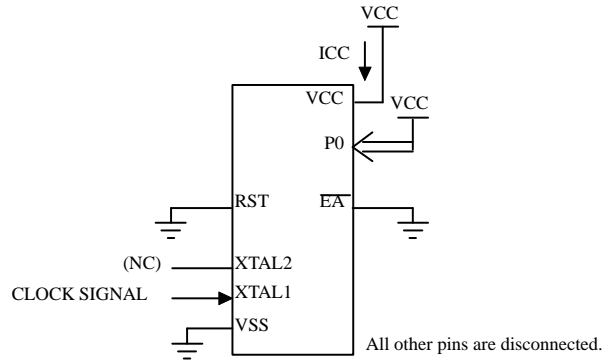 VCC
ICC
VCC
VCC
P0
RST
EA
(NC)
XTAL2
CLOCK SIGNAL
XTAL1
VSS
All other pins are disconnected.